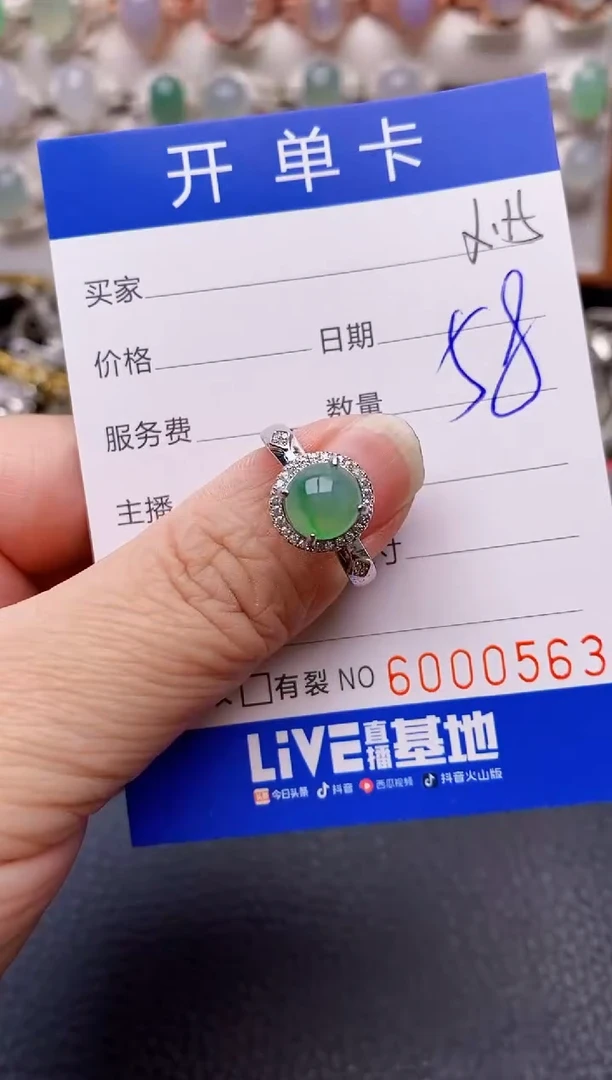 开单卡
买家
价格 日期
58
服务费 数量
主播
寸
□有裂 NO 6000563
LiVE直播基地
今日头条 抖音 西瓜视频 抖音火山版